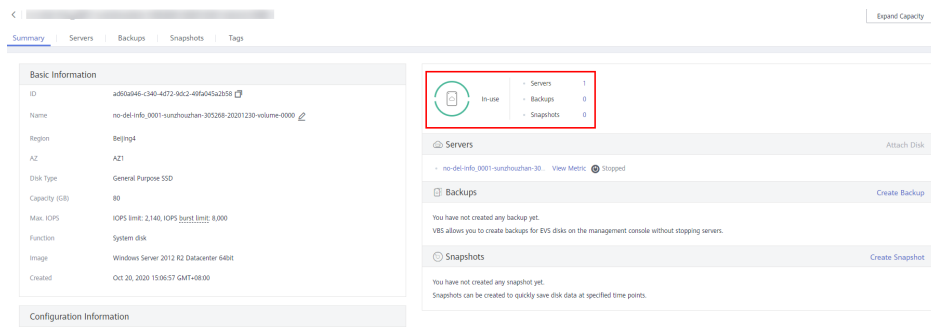 Expand Capacity
Summary Servers Backups Snapshots Tags
Basic Information
ID ad60a946-c340-4d72-9dc2-49fa045a2b58
Name no-del-info_0001-sunzhouzhan-305268-20201230-volume-0000
Region Beijing4
AZ AZ1
Disk Type General Purpose SSD
Capacity (GB) 80
Max. IOPS IOPS limit: 2,140, IOPS burst limit: 8,000
Function System disk
Image Windows Server 2012 R2 Datacenter 64bit
Created Oct 20, 2020 15:06:57 GMT+08:00
Configuration Information
In-use
Servers 1
Backups 0
Snapshots 0
Servers Attach Disk
no-del-info_0001-sunzhouzhan-30... View Metric Stopped
Backups Create Backup
You have not created any backup yet.
VBS allows you to create backups for EVS disks on the management console without stopping servers.
Snapshots Create Snapshot
You have not created any snapshot yet.
Snapshots can be created to quickly save disk data at specified time points.